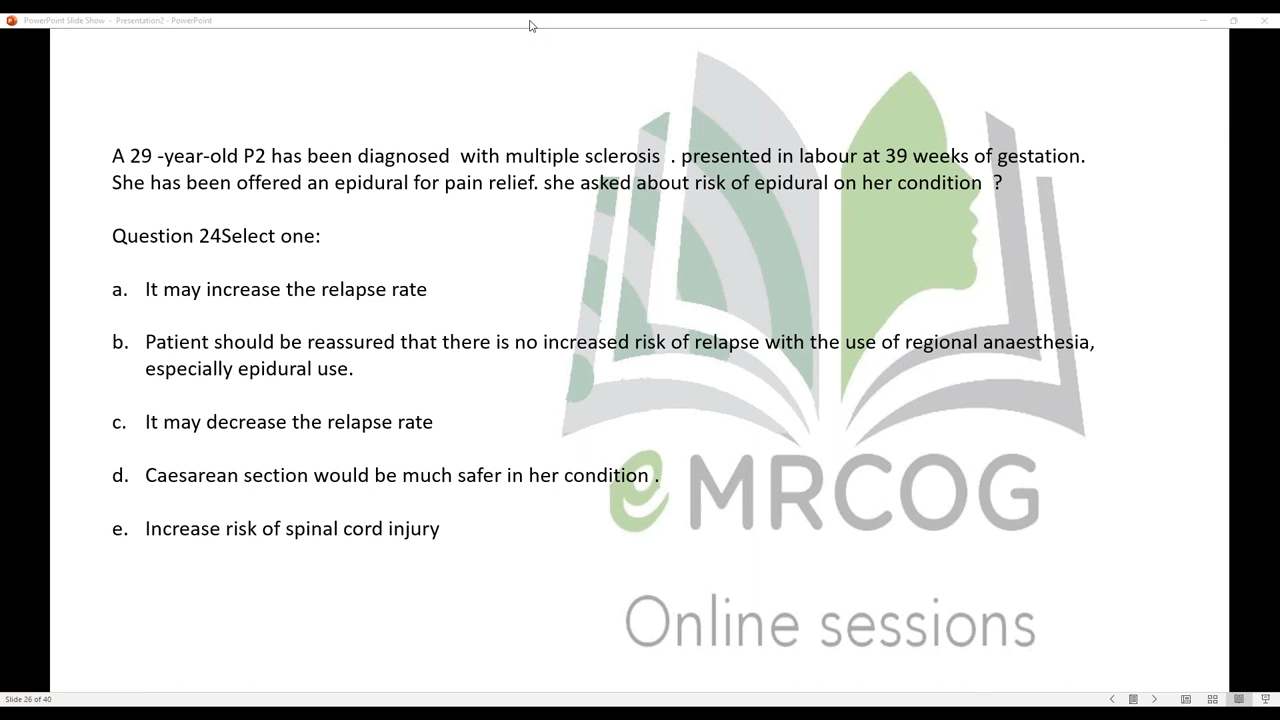 PowerPoint Slide Show - Presentation2 - PowerPoint
A 29 -year-old P2 has been diagnosed with multiple sclerosis . presented in labour at 39 weeks of gestation.
She has been offered an epidural for pain relief. she asked about risk of epidural on her condition ?
Question 24Select one:
a. It may increase the relapse rate
b. Patient should be reassured that there is no increased risk of relapse with the use of regional anaesthesia,
especially epidural use.
c. It may decrease the relapse rate
d. Caesarean section would be much safer in her condition .
e. Increase risk of spinal cord injury
eMRCOG
Online sessions
Slide 26 of 40